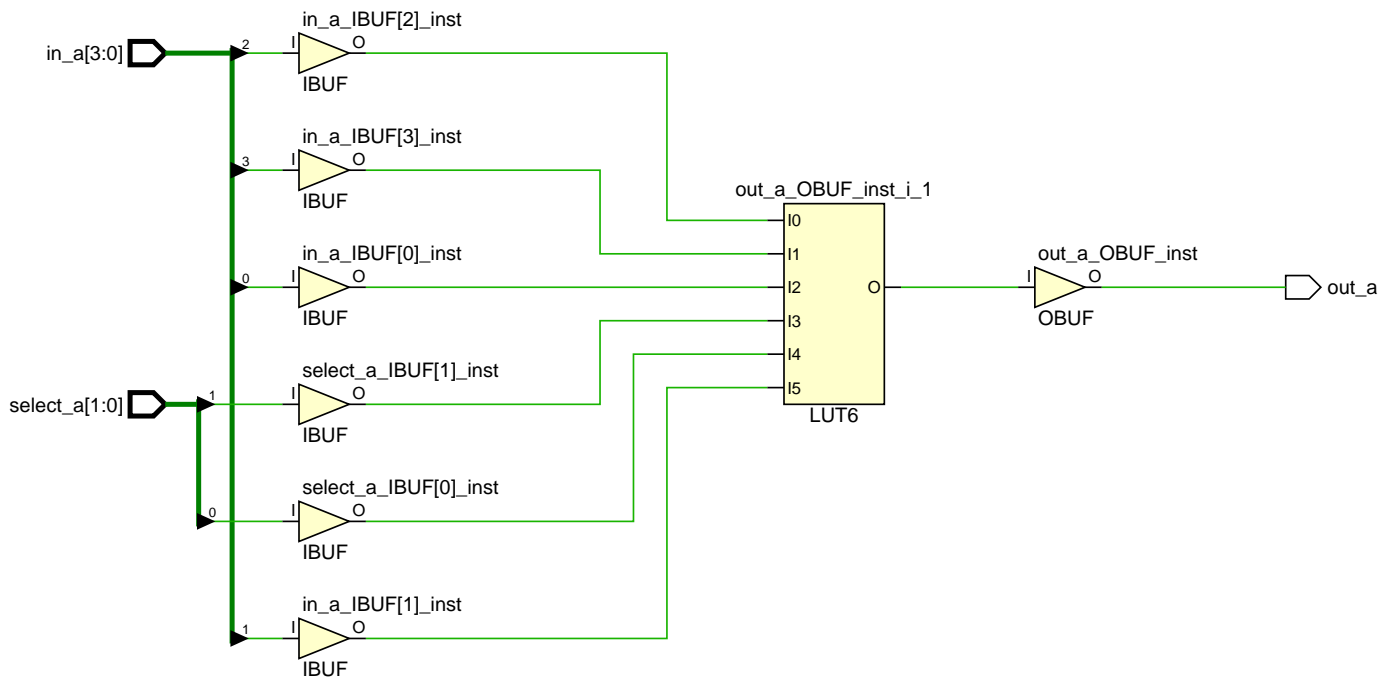 in_a_IBUF[2]_inst
in_a[3:0]
2
I
O
IBUF
in_a_IBUF[3]_inst
3
I
O
IBUF
in_a_IBUF[0]_inst
0
I
O
IBUF
select_a_IBUF[1]_inst
select_a[1:0]
1
I
O
IBUF
select_a_IBUF[0]_inst
0
I
O
IBUF
in_a_IBUF[1]_inst
1
I
O
IBUF
out_a_OBUF_inst_i_1
I0
I1
I2
I3
I4
I5
O
LUT6
out_a_OBUF_inst
I
O
OBUF
out_a